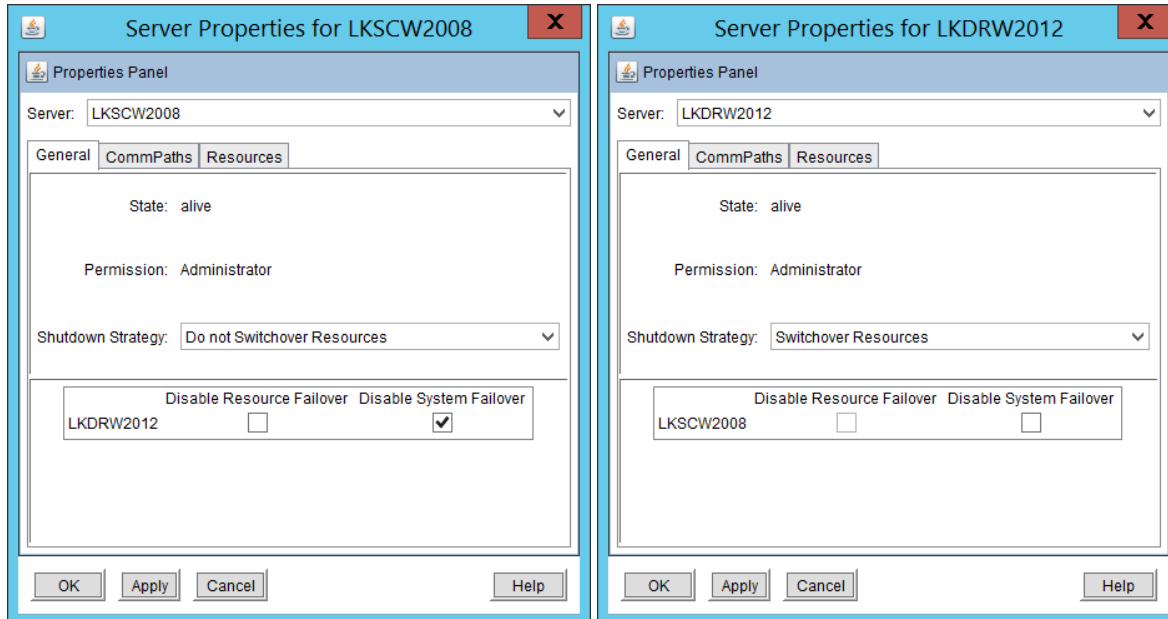 Server Properties for LKSCW2008
X
Properties Panel
Server: LKSCW2008
General CommPaths Resources
State: alive
Permission: Administrator
Shutdown Strategy: Do not Switchover Resources
Disable Resource Failover Disable System Failover
LKDRW2012
OK Apply Cancel Help
Server Properties for LKDRW2012
X
Properties Panel
Server: LKDRW2012
General CommPaths Resources
State: alive
Permission: Administrator
Shutdown Strategy: Switchover Resources
Disable Resource Failover Disable System Failover
LKSCW2008
OK Apply Cancel Help